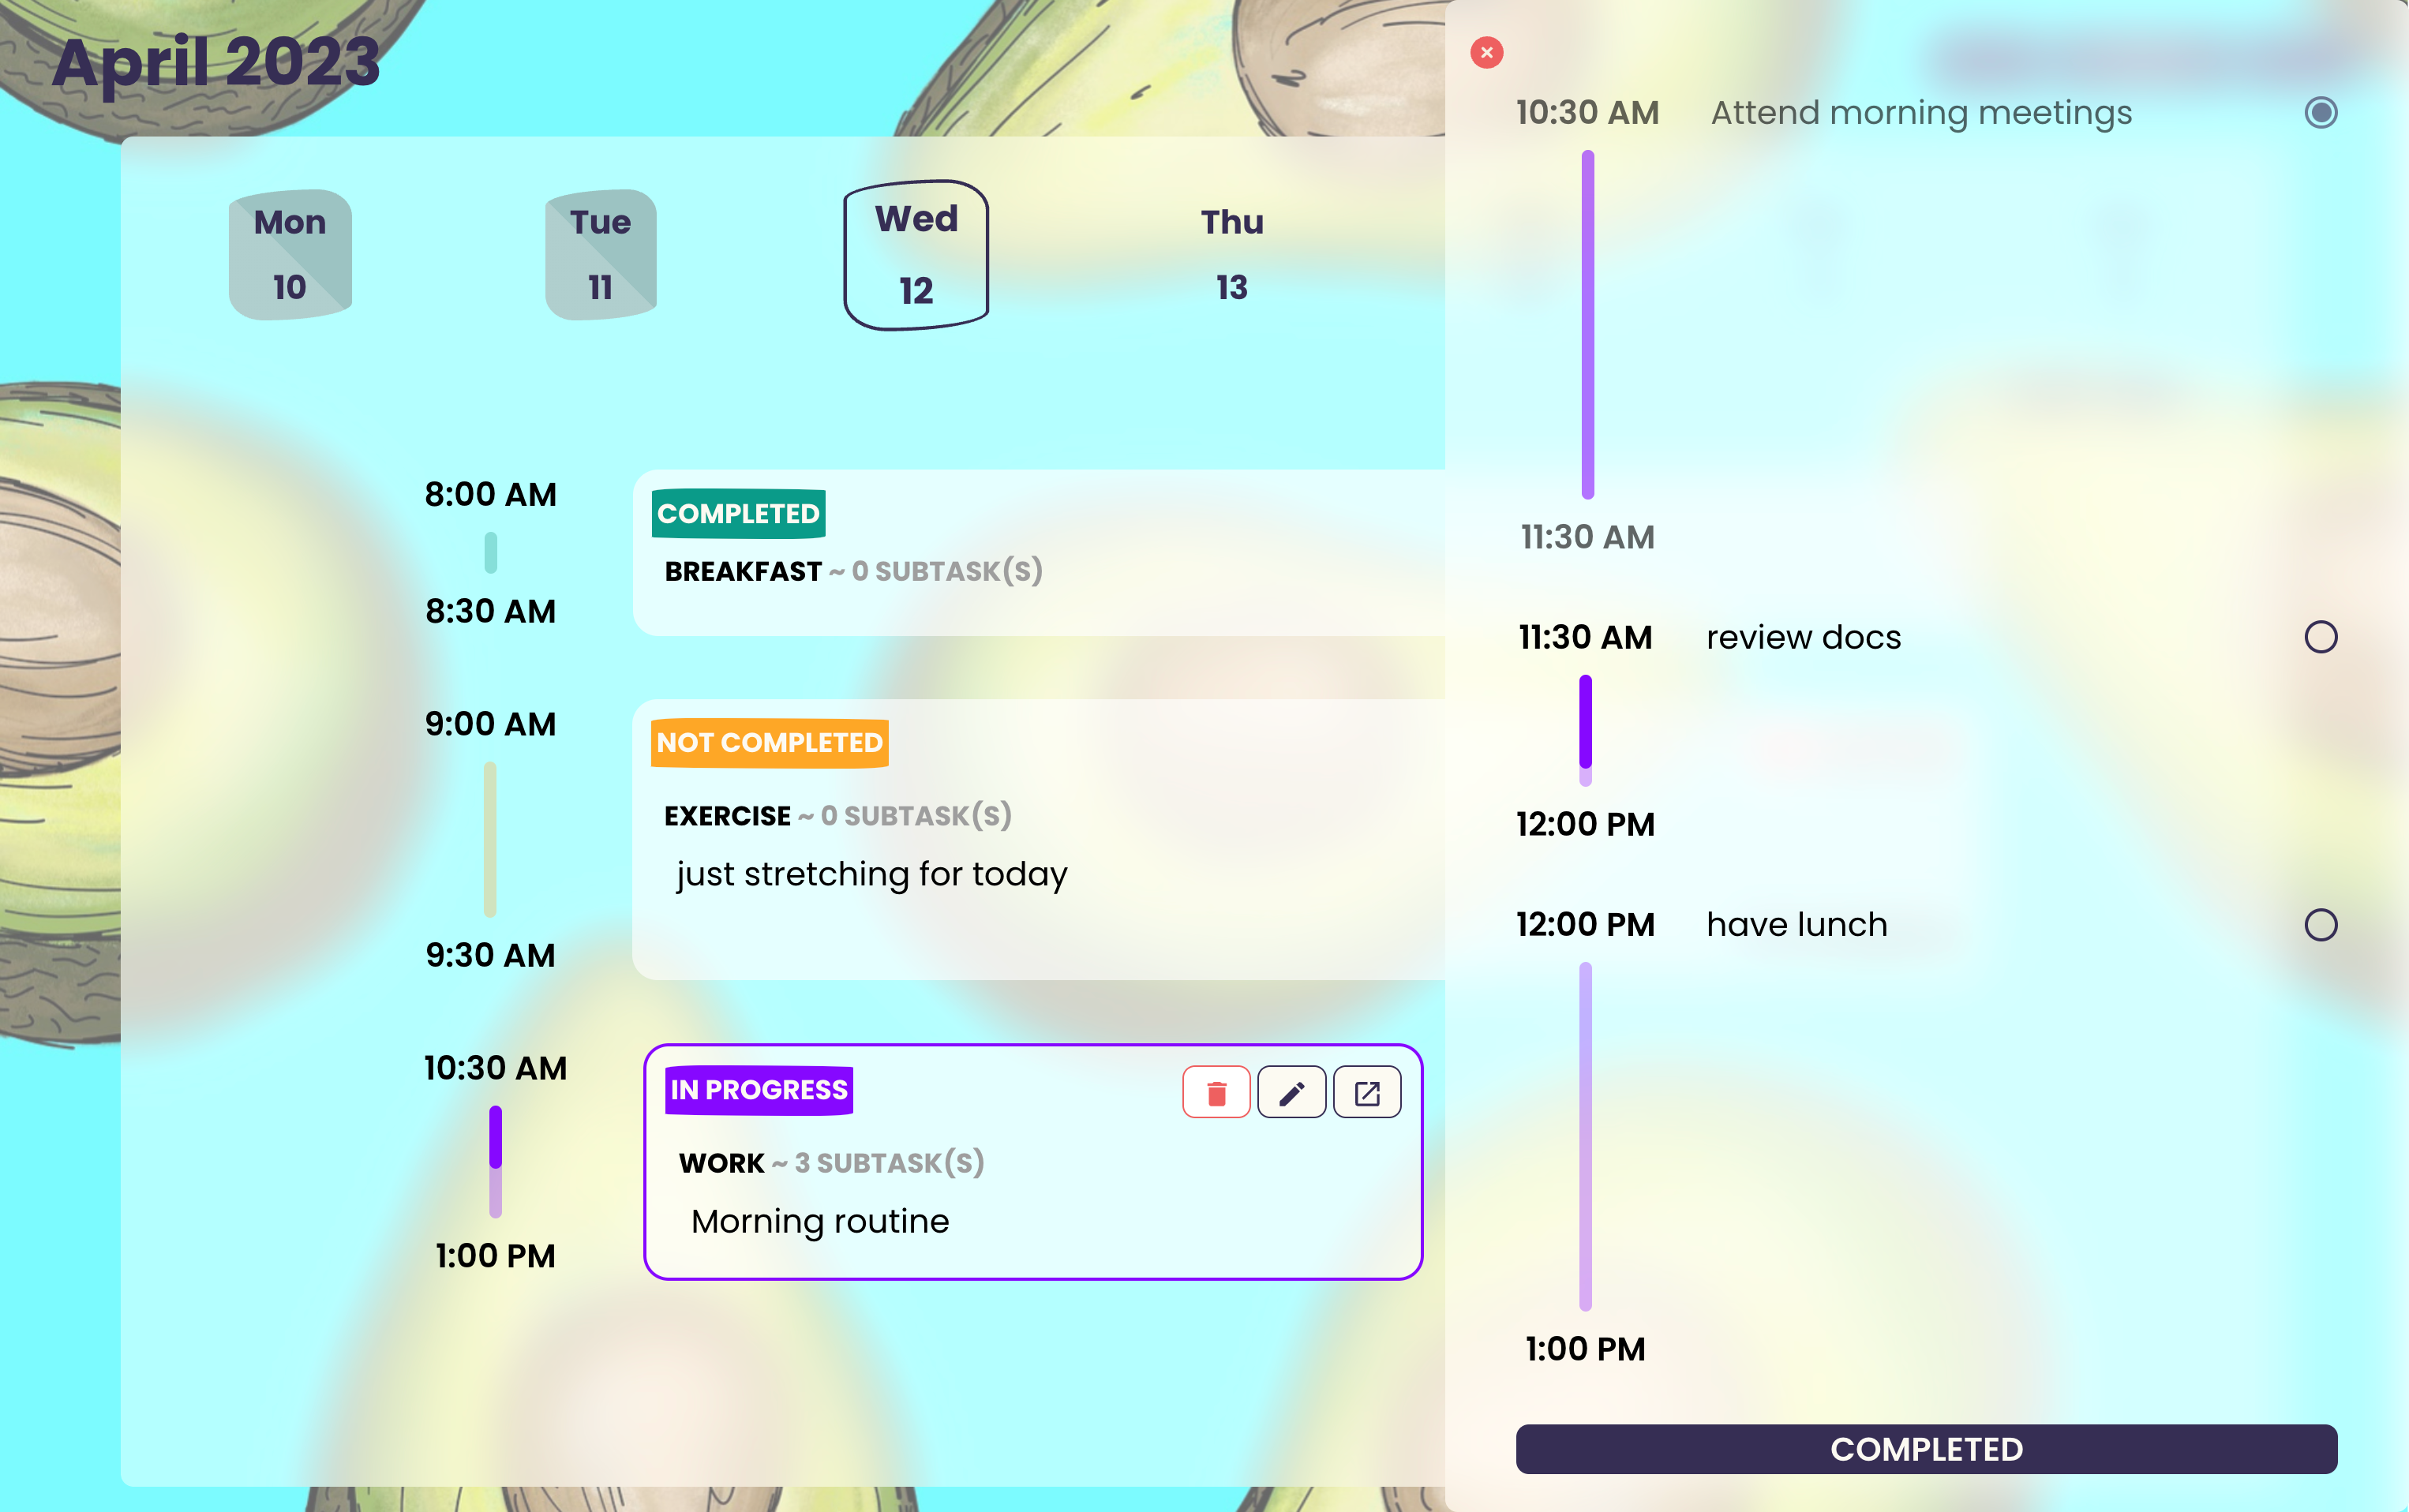 April 2023
Mon
10
Tue
11
Wed
12
Thu
13
8:00 AM
8:30 AM
COMPLETED
BREAKFAST ~ 0 SUBTASK(S)
9:00 AM
9:30 AM
NOT COMPLETED
EXERCISE ~ 0 SUBTASK(S)
just stretching for today
10:30 AM
1:00 PM
IN PROGRESS
WORK ~ 3 SUBTASK(S)
Morning routine
10:30 AM Attend morning meetings
11:30 AM
11:30 AM review docs
12:00 PM
12:00 PM have lunch
1:00 PM
COMPLETED